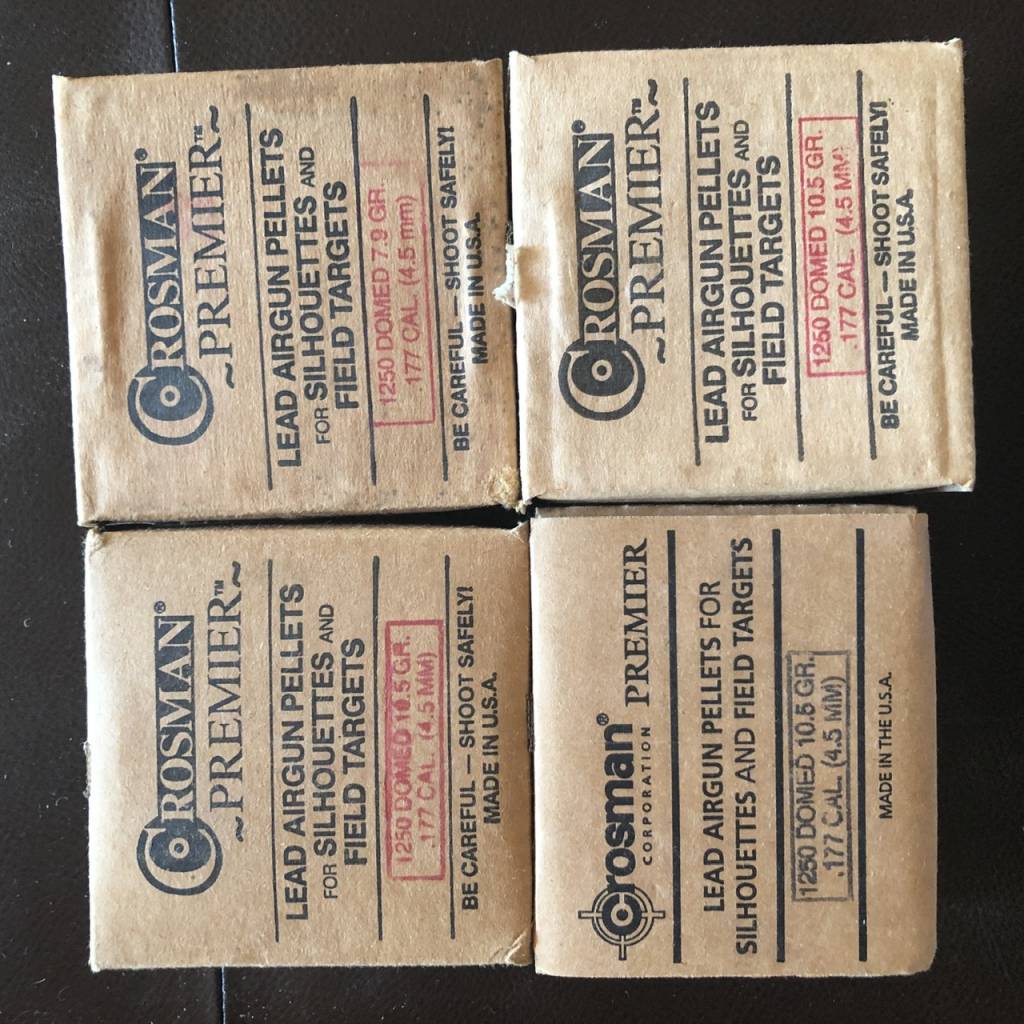 CROSMAN®
~PREMIER™~
LEAD AIRGUN PELLETS
FOR SILHOUETTES AND
FIELD TARGETS
1250 DOMED 7.9 GR.
.177 CAL. (4.5 mm)
BE CAREFUL — SHOOT SAFELY!
MADE IN U.S.A.
CROSMAN®
~PREMIER™~
LEAD AIRGUN PELLETS
FOR SILHOUETTES AND
FIELD TARGETS
1250 DOMED 10.5 GR.
.177 CAL. (4.5 MM)
BE CAREFUL — SHOOT SAFELY!
MADE IN U.S.A.
CROSMAN®
~PREMIER™~
LEAD AIRGUN PELLETS
FOR SILHOUETTES AND
FIELD TARGETS
1250 DOMED 10.5 GR.
.177 CAL. (4.5 MM)
BE CAREFUL — SHOOT SAFELY!
MADE IN U.S.A.
Crosman® PREMIER
CORPORATION
LEAD AIRGUN PELLETS FOR
SILHOUETTES AND FIELD TARGETS
1250 DOMED 10.5 GR.
.177 CAL. (4.5 MM)
MADE IN THE U.S.A.